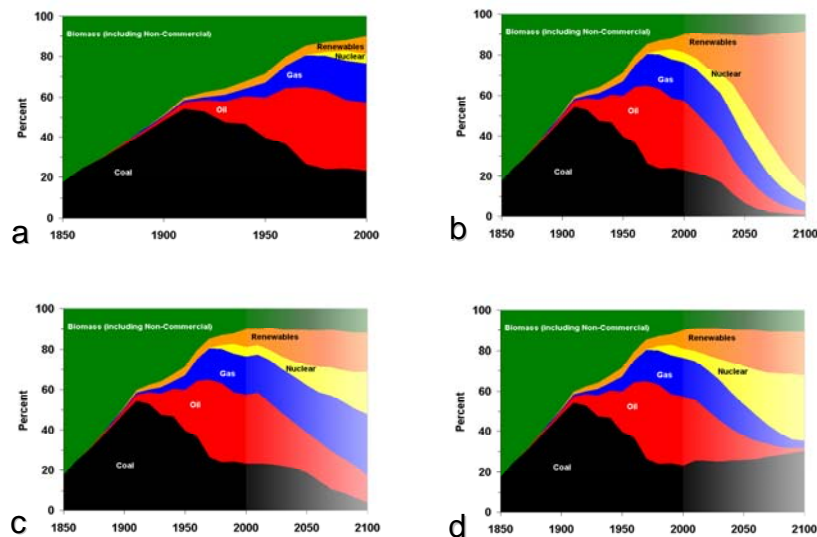 100
80
60
40
20
0
Percent
Biomass (including Non-Commercial)
Renewables
Nuclear
Gas
Oil
Coal
1850 1900 1950 2000
a
100
80
60
40
20
0
Percent
Biomass (including Non-Commercial)
Renewables
Nuclear
Gas
Oil
Coal
1850 1900 1950 2000 2050 2100
b
100
80
60
40
20
0
Percent
Biomass (including Non-Commercial)
Renewables
Nuclear
Gas
Oil
Coal
1850 1900 1950 2000 2050 2100
c
100
80
60
40
20
0
Percent
Biomass (including Non-Commercial)
Renewables
Nuclear
Gas
Oil
Coal
1850 1900 1950 2000 2050 2100
d